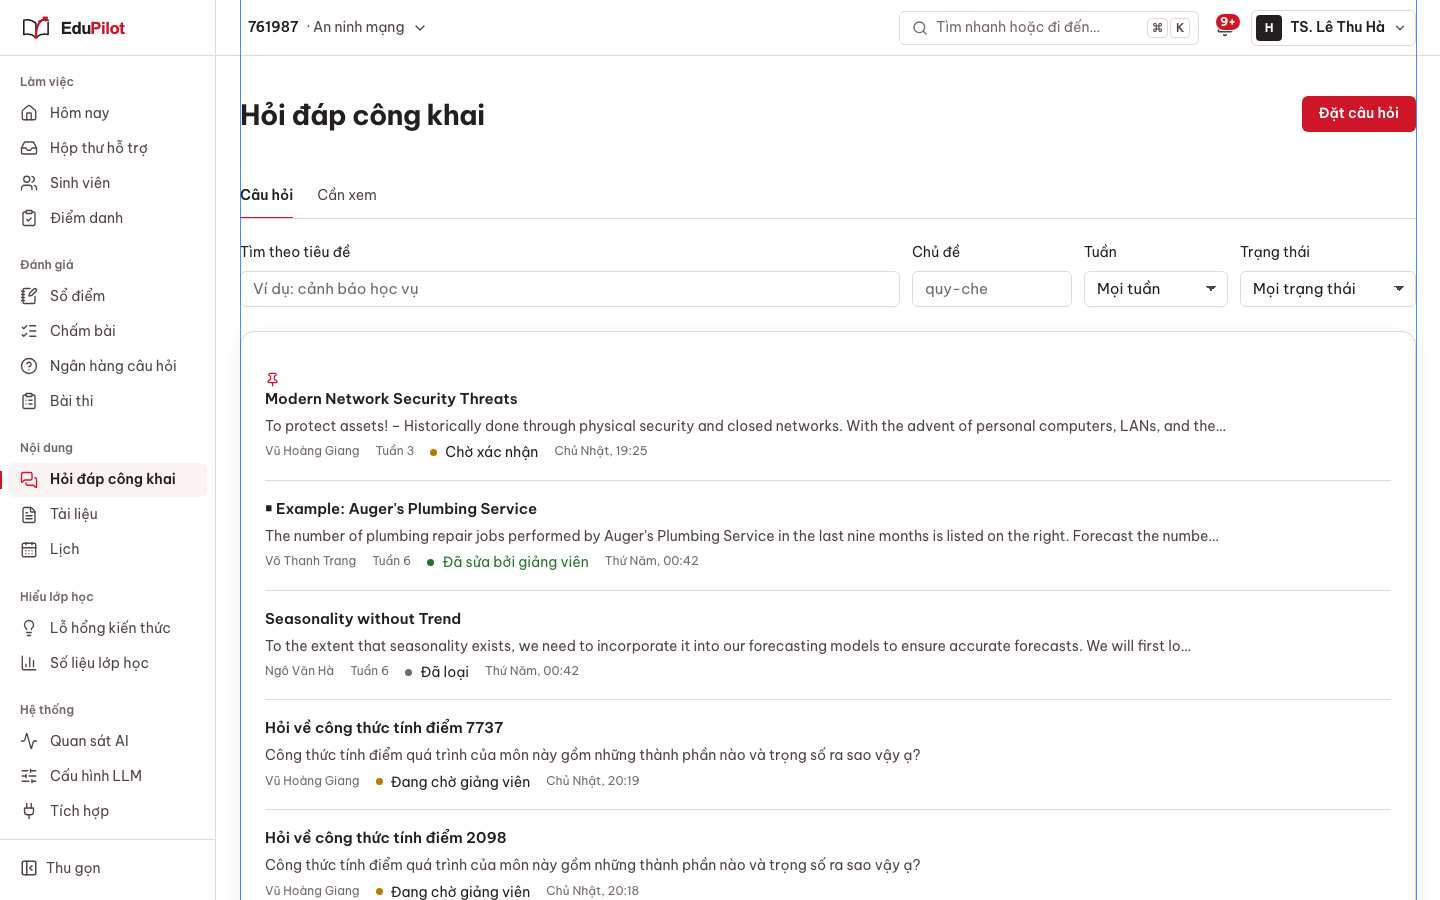 EduPilot
761987 · An ninh mạng
Tìm nhanh hoặc đi đến...
⌘ K
9+
H
TS. Lê Thu Hà
Làm việc
Hôm nay
Hộp thư hỗ trợ
Sinh viên
Điểm danh
Đánh giá
Sổ điểm
Chấm bài
Ngân hàng câu hỏi
Bài thi
Nội dung
Hỏi đáp công khai
Tài liệu
Lịch
Hiểu lớp học
Lỗ hổng kiến thức
Số liệu lớp học
Hệ thống
Quan sát AI
Cấu hình LLM
Tích hợp
Thu gọn
Hỏi đáp công khai
Đặt câu hỏi
Câu hỏi
Cần xem
Tìm theo tiêu đề
Chủ đề
Tuần
Trạng thái
Ví dụ: cảnh báo học vụ
quy-che
Mọi tuần
Mọi trạng thái
Modern Network Security Threats
To protect assets! – Historically done through physical security and closed networks. With the advent of personal computers, LANs, and the...
Vũ Hoàng Giang Tuần 3 Chờ xác nhận Chủ Nhật, 19:25
▪ Example: Auger's Plumbing Service
The number of plumbing repair jobs performed by Auger's Plumbing Service in the last nine months is listed on the right. Forecast the numbe...
Võ Thanh Trang Tuần 6 Đã sửa bởi giảng viên Thứ Năm, 00:42
Seasonality without Trend
To the extent that seasonality exists, we need to incorporate it into our forecasting models to ensure accurate forecasts. We will first lo...
Ngô Văn Hà Tuần 6 Đã loại Thứ Năm, 00:42
Hỏi về công thức tính điểm 7737
Công thức tính điểm quá trình của môn này gồm những thành phần nào và trọng số ra sao vậy ạ?
Vũ Hoàng Giang Đang chờ giảng viên Chủ Nhật, 20:19
Hỏi về công thức tính điểm 2098
Công thức tính điểm quá trình của môn này gồm những thành phần nào và trọng số ra sao vậy ạ?
Vũ Hoàng Giang Đang chờ giảng viên Chủ Nhật, 20:18